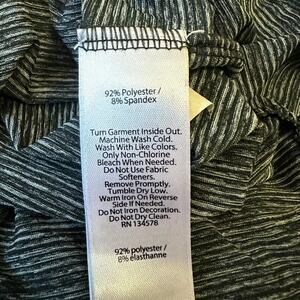 92% Polyester /
8% Spandex
Turn Garment Inside Out.
Machine Wash Cold.
Wash With Like Colors.
Only Non-Chlorine
Bleach When Needed.
Do Not Use Fabric
Softeners.
Remove Promptly.
Tumble Dry Low.
Warm Iron On Reverse
Side If Needed.
Do Not Iron Decoration.
Do Not Dry Clean.
RN 134578
92% polyester /
8% élasthanne